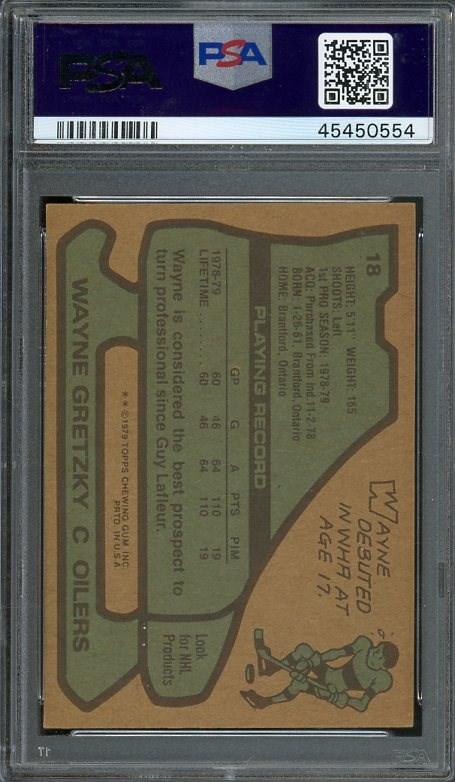 PSA
PSA
45450554
18
HEIGHT: 5'11" WEIGHT: 165
SHOOTS: Left
1st PRO SEASON: 1978-79
ACQ: Purchased From Ind. 11-2-78
BORN: 1-26-61, Brantford, Ontario
HOME: Brantford, Ontario
WAYNE
DEBUTED
IN WHA AT
AGE 17.
PLAYING RECORD
GP G A PTS PIM
1978-79 60 46 64 110 19
LIFETIME....... 60 46 64 110 19
Wayne is considered the best prospect to
turn professional since Guy Lafleur.
Look
for NHL
Products
** © 1979 TOPPS CHEWING GUM INC.
PRTD. IN U.S.A.
WAYNE GRETZKY C OILERS
PSA